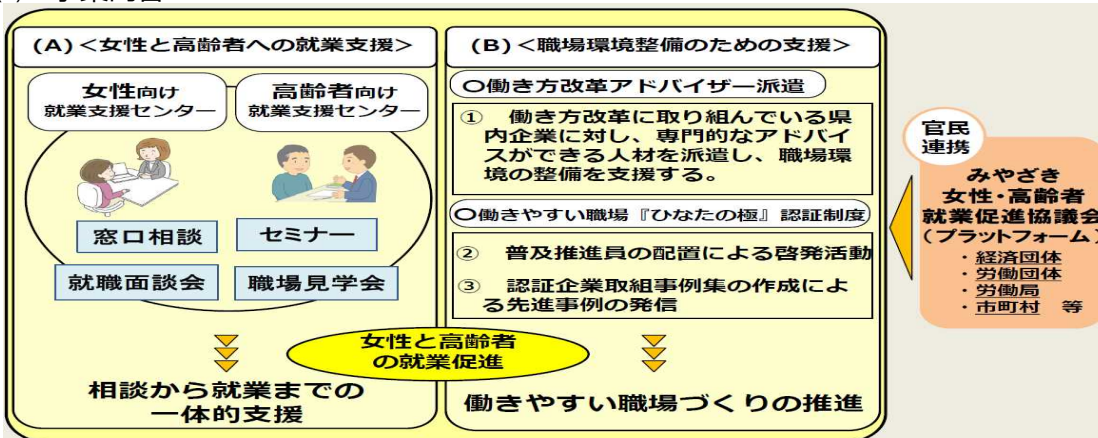 (A) <女性と高齢者への就業支援>
女性向け
就業支援センター
高齢者向け
就業支援センター
窓口相談
セミナー
就職面談会
職場見学会
相談から就業までの
一体的支援
女性と高齢者
の就業促進
(B) <職場環境整備のための支援>
○働き方改革アドバイザー派遣
① 働き方改革に取り組んでいる県
内企業に対し、専門的なアドバイ
スができる人材を派遣し、職場環
境の整備を支援する。
○働きやすい職場『ひなたの極』認証制度
② 普及推進員の配置による啓発活動
③ 認証企業取組事例集の作成によ
る先進事例の発信
働きやすい職場づくりの推進
官民
連携
みやざき
女性・高齢者
就業促進協議会
(プラットフォーム)
・経済団体
・労働団体
・労働局
・市町村 等